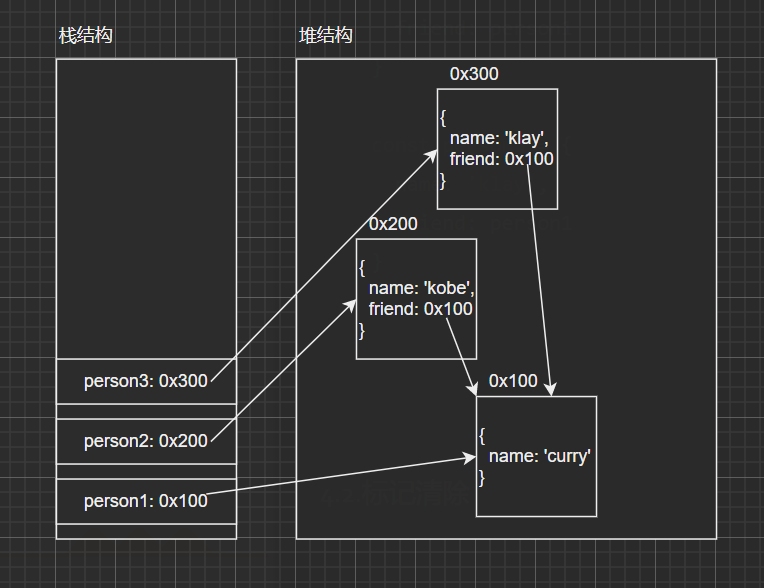 栈结构
堆结构
0x300
{
name: 'klay',
friend: 0x100
}
0x200
{
name: 'kobe',
friend: 0x100
}
person3: 0x300
0x100
person2: 0x200
{
name: 'curry'
}
person1: 0x100